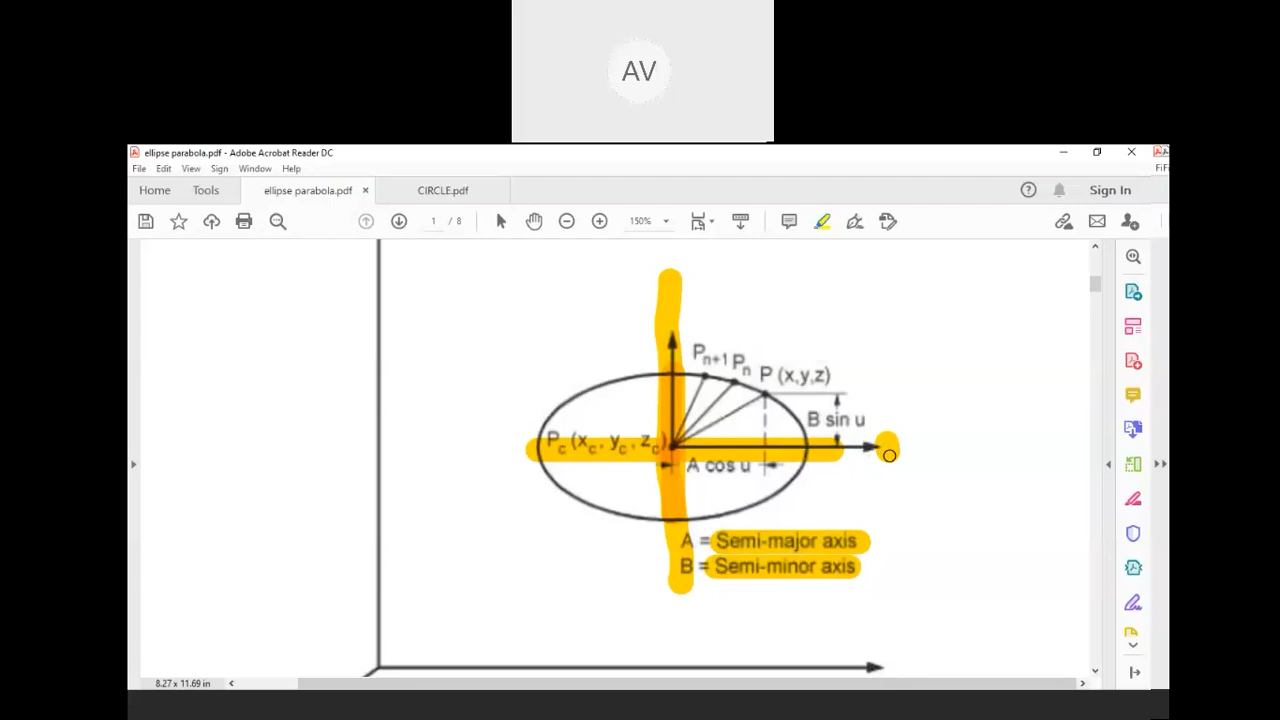 AV
ellipse parabola.pdf - Adobe Acrobat Reader DC
File Edit View Sign Window Help
Home Tools ellipse parabola.pdf × CIRCLE.pdf Sign In
1 / 8 150%
Pn+1 Pn P (x,y,z)
B sin u
Pc (xc, yc, zc)
A cos u
A = Semi-major axis
B = Semi-minor axis
8.27 x 11.69 in